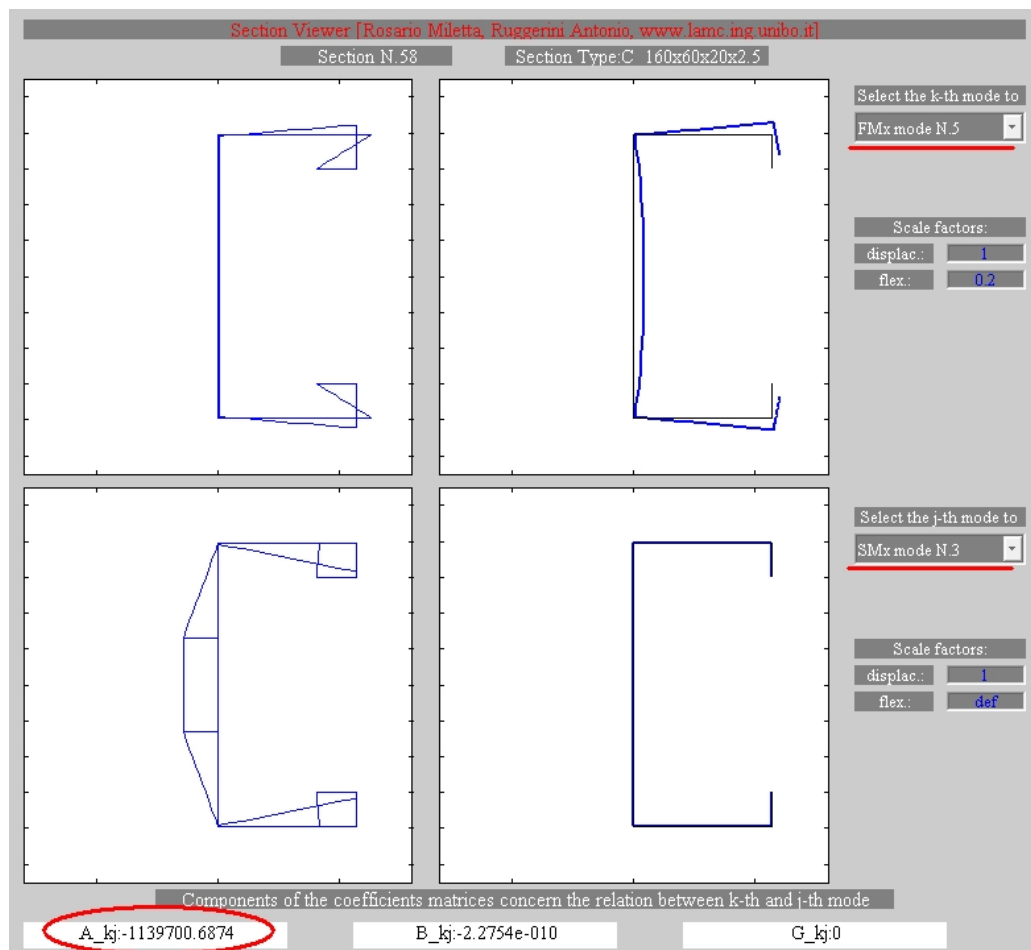 Section Viewer [Rosario Miletta, Ruggerini Antonio, www.lamc.ing.unibo.it]
Section N.58
Section Type:C 160x60x20x2.5
Select the k-th mode to
FMx mode N.5
Scale factors:
displac.: 1
flex.: 0.2
Select the j-th mode to
SMx mode N.3
Scale factors:
displac.: 1
flex.: def
Components of the coefficients matrices concern the relation between k-th and j-th mode
A_kj:-1139700.6874
B_kj:-2.2754e-010
G_kj:0